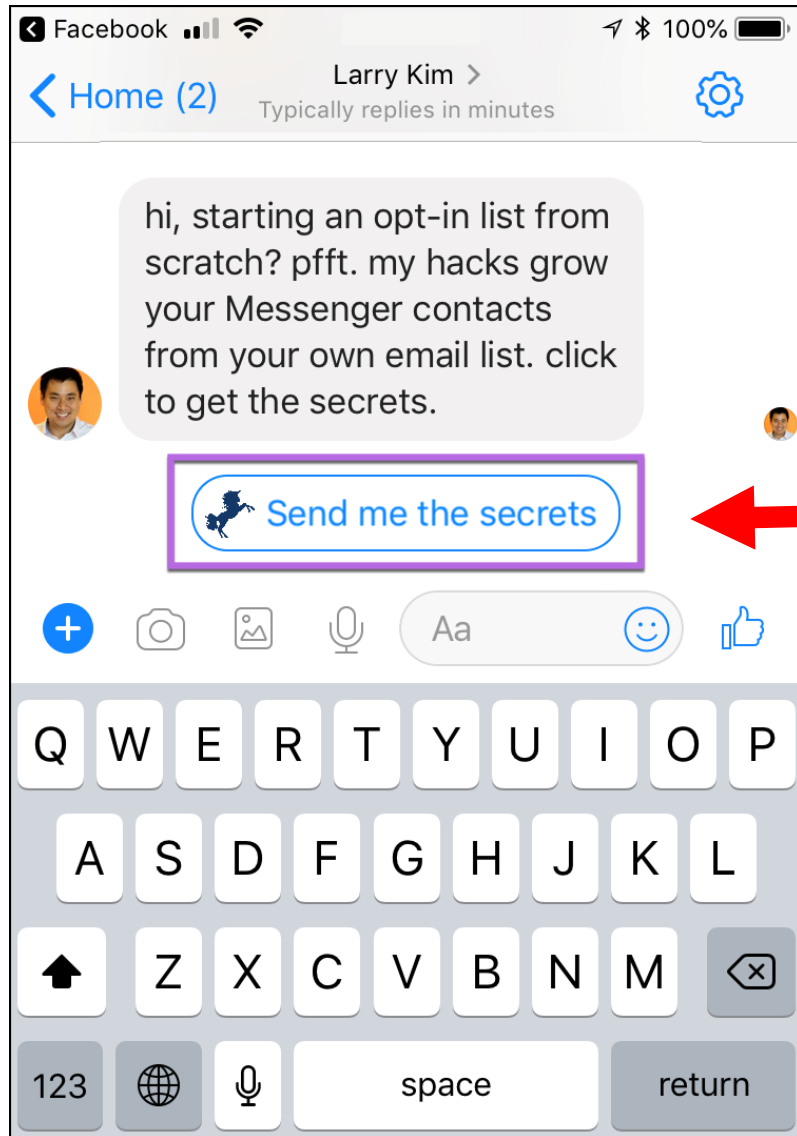 Facebook 100%
Home (2)
Larry Kim
Typically replies in minutes
hi, starting an opt-in list from
scratch? pfft. my hacks grow
your Messenger contacts
from your own email list. click
to get the secrets.
Send me the secrets
Aa
Q W E R T Y U I O P
A S D F G H J K L
Z X C V B N M
123 space return